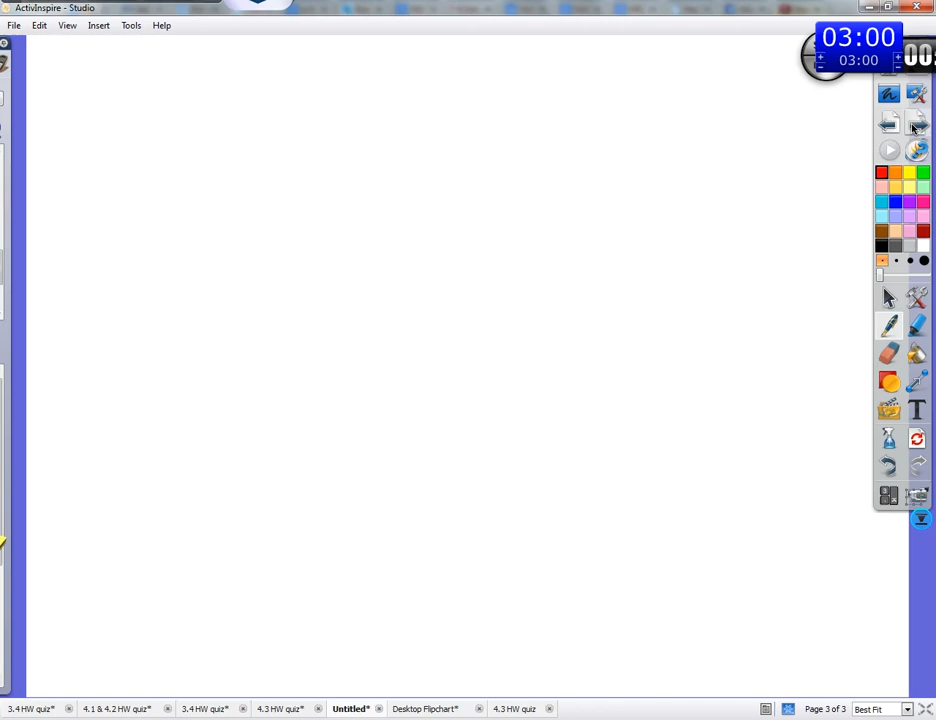 ActivInspire - Studio
File Edit View Insert Tools Help
03:00
03:00
00
T
3.4 HW quiz* 4.1 & 4.2 HW quiz* 3.4 HW quiz* 4.3 HW quiz* Untitled* Desktop Flipchart* 4.3 HW quiz Page 3 of 3 Best Fit